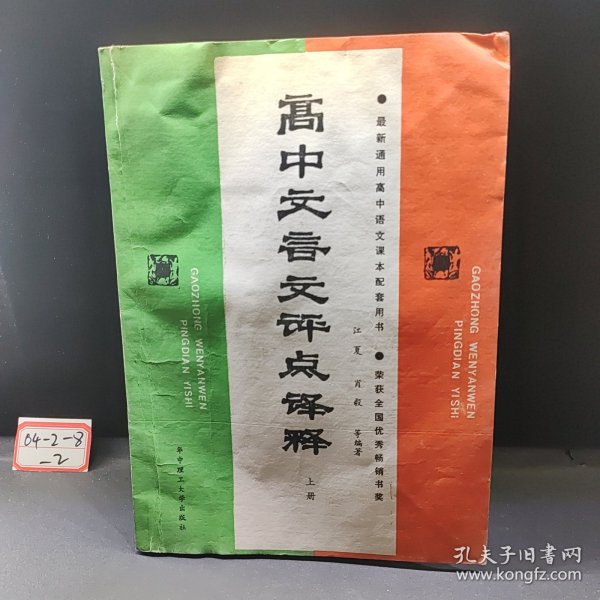 高中文言文评点译释
上册
●最新通用高中语文课本配套用书 ●荣获全国优秀畅销书奖
江夏 肖毅 等编著
GAOZHONG WENYANWEN
PINGDIAN YISHI
GAOZHONG WENYANWEN
PINGDIAN YISHI
华中理工大学出版社
04-2-8
-2
孔夫子旧书网
www.kongfz.com